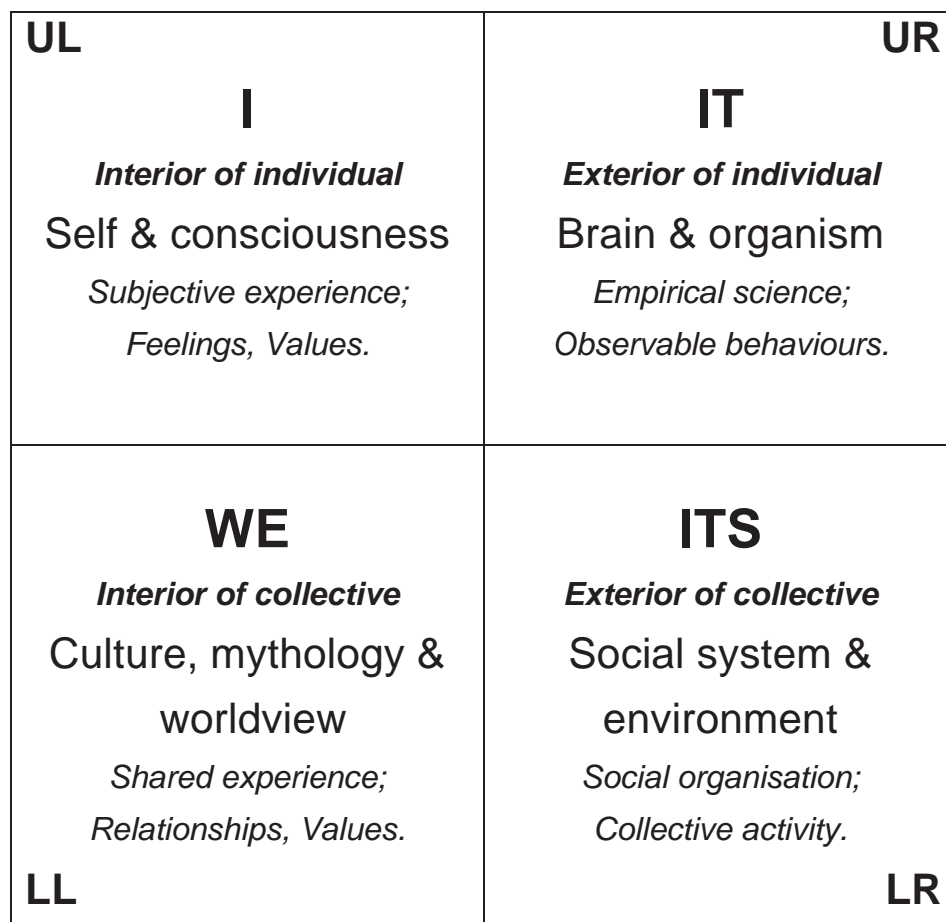 UL
I
Interior of individual
Self & consciousness
Subjective experience;
Feelings, Values.
UR
IT
Exterior of individual
Brain & organism
Empirical science;
Observable behaviours.
WE
Interior of collective
Culture, mythology &
worldview
Shared experience;
Relationships, Values.
LL
ITS
Exterior of collective
Social system &
environment
Social organisation;
Collective activity.
LR